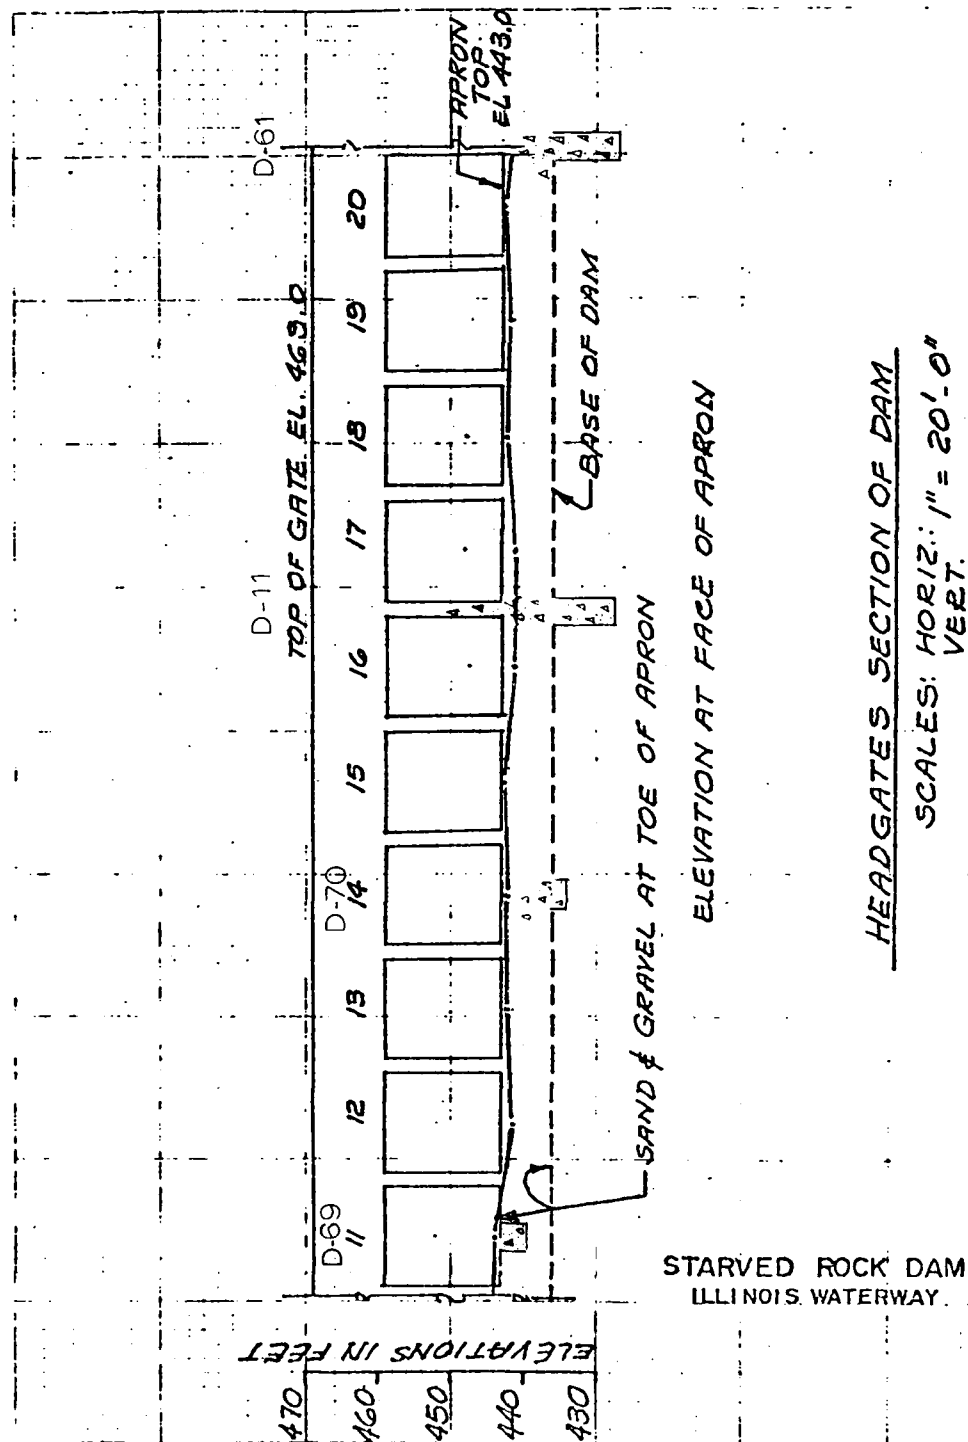 APRON
TOP.
EL 443.0
D-61
D-11
D-70
D-69
TOP OF GATE EL. 469.0
11 12 13 14 15 16 17 18 19 20
BASE OF DAM
SAND & GRAVEL AT TOE OF APRON
ELEVATION AT FACE OF APRON
HEADGATES SECTION OF DAM
SCALES: HORIZ.: 1" = 20'-0"
VERT.
ELEVATIONS IN FEET
470
460
450
440
430
STARVED ROCK DAM
ILLINOIS WATERWAY.